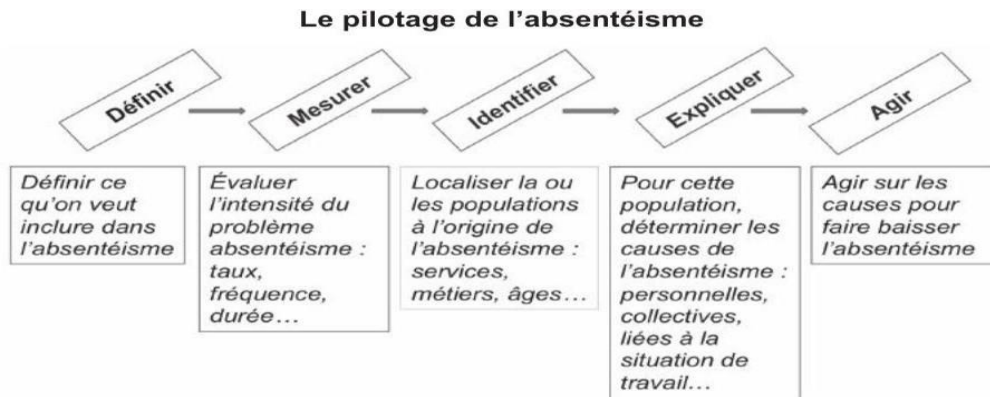 Le pilotage de l'absentéisme
Définir
Mesurer
Identifier
Expliquer
Agir
Définir ce
qu'on veut
inclure dans
l'absentéisme
Évaluer
l'intensité du
problème
absentéisme :
taux,
fréquence,
durée...
Localiser la ou
les populations
à l'origine de
l'absentéisme :
services,
métiers, âges...
Pour cette
population,
déterminer les
causes de
l'absentéisme :
personnelles,
collectives,
liées à la
situation de
travail...
Agir sur les
causes pour
faire baisser
l'absentéisme